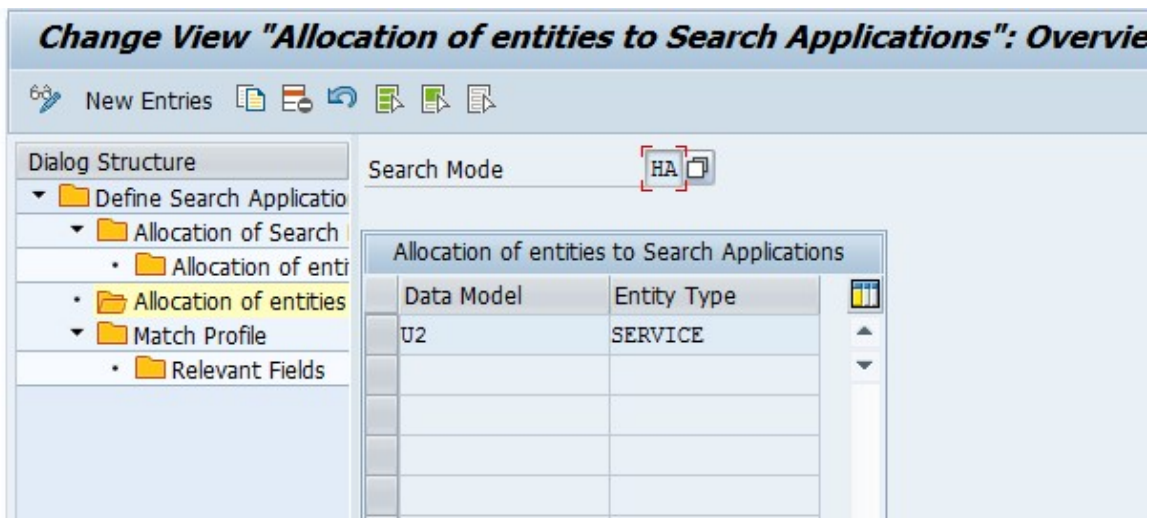 Change View "Allocation of entities to Search Applications": Overvie
New Entries
Dialog Structure
Define Search Applicatio
Allocation of Search
Allocation of enti
Allocation of entities
Match Profile
Relevant Fields
Search Mode HA
Allocation of entities to Search Applications
Data Model Entity Type
U2 SERVICE